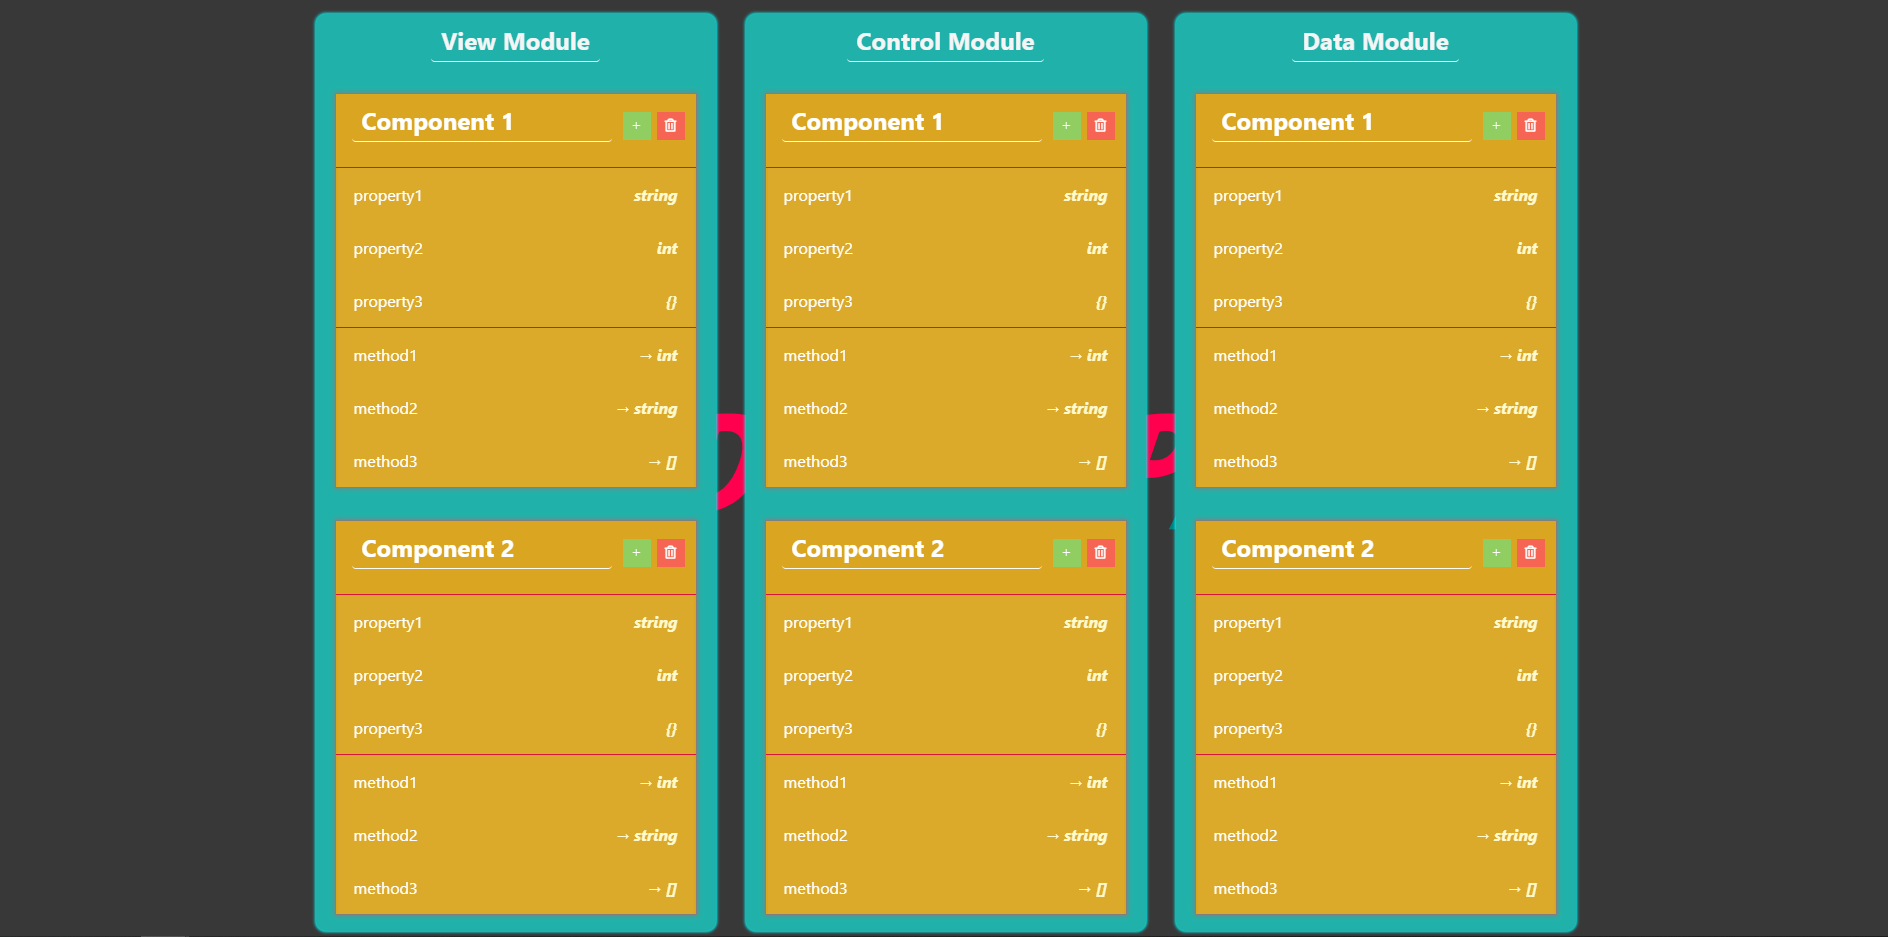 View Module
Component 1
+
property1 string
property2 int
property3 {}
method1 → int
method2 → string
method3 → []
Component 2
+
property1 string
property2 int
property3 {}
method1 → int
method2 → string
method3 → []
Control Module
Component 1
+
property1 string
property2 int
property3 {}
method1 → int
method2 → string
method3 → []
Component 2
+
property1 string
property2 int
property3 {}
method1 → int
method2 → string
method3 → []
Data Module
Component 1
+
property1 string
property2 int
property3 {}
method1 → int
method2 → string
method3 → []
Component 2
+
property1 string
property2 int
property3 {}
method1 → int
method2 → string
method3 → []